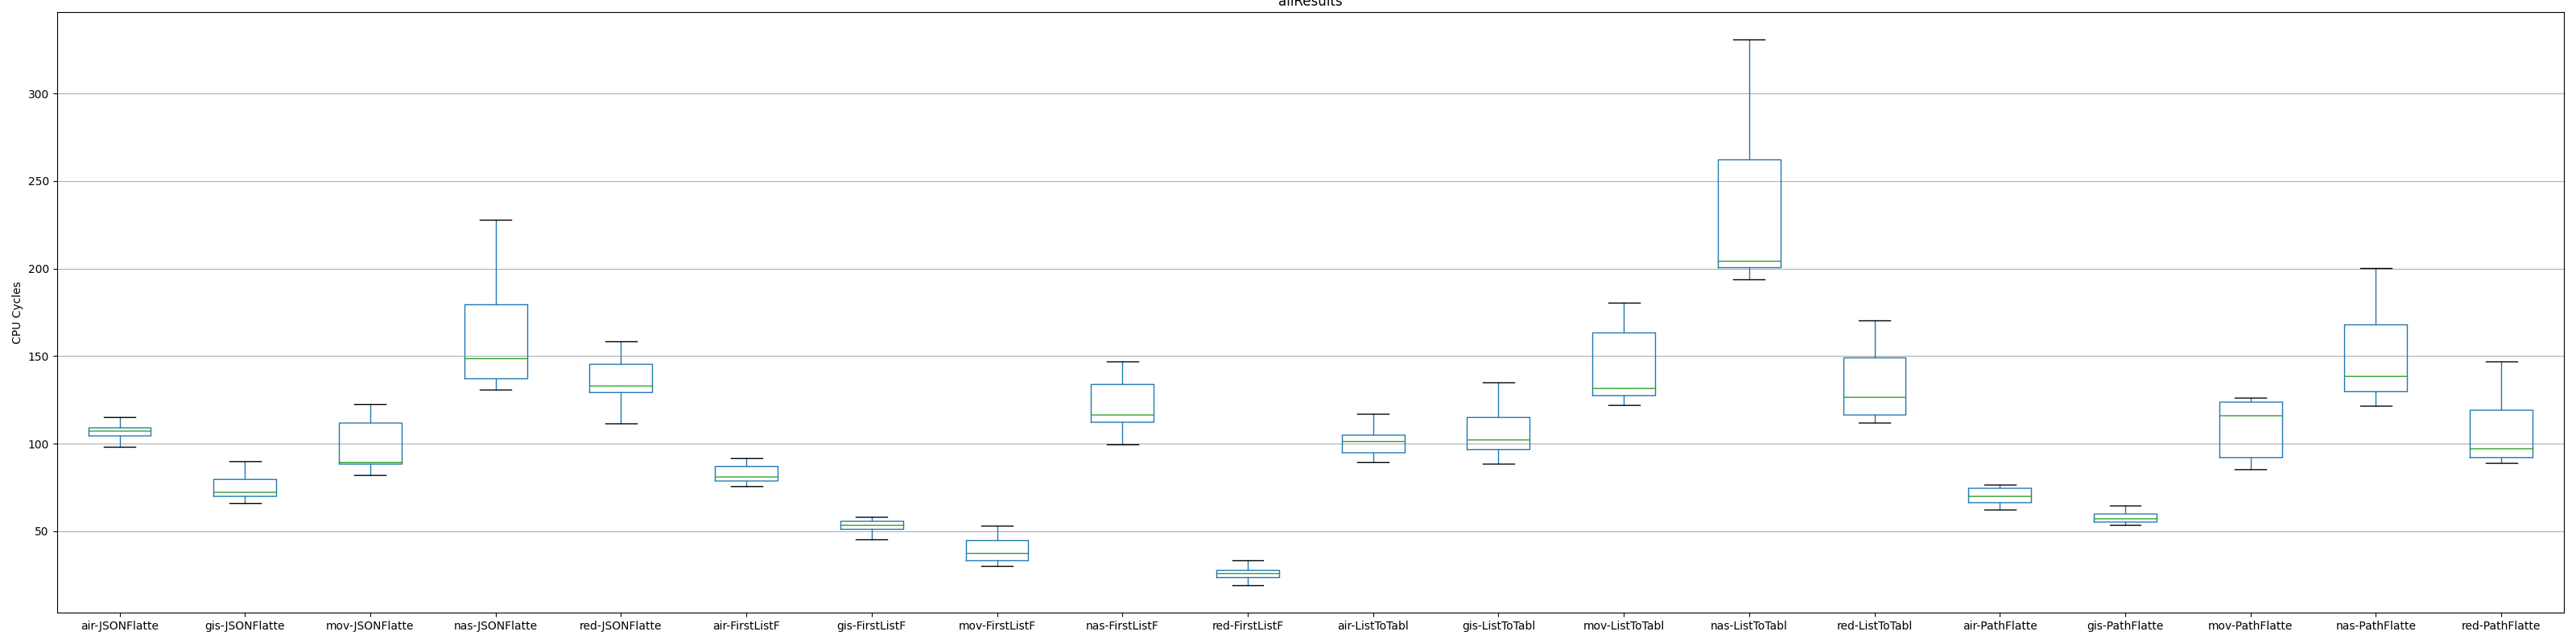 allResults
300
250
200
150
100
50
CPU Cycles
air-JSONFlatte gis-JSONFlatte mov-JSONFlatte nas-JSONFlatte red-JSONFlatte air-FirstListF gis-FirstListF mov-FirstListF nas-FirstListF red-FirstListF air-ListToTabl gis-ListToTabl mov-ListToTabl nas-ListToTabl red-ListToTabl air-PathFlatte gis-PathFlatte mov-PathFlatte nas-PathFlatte red-PathFlatte